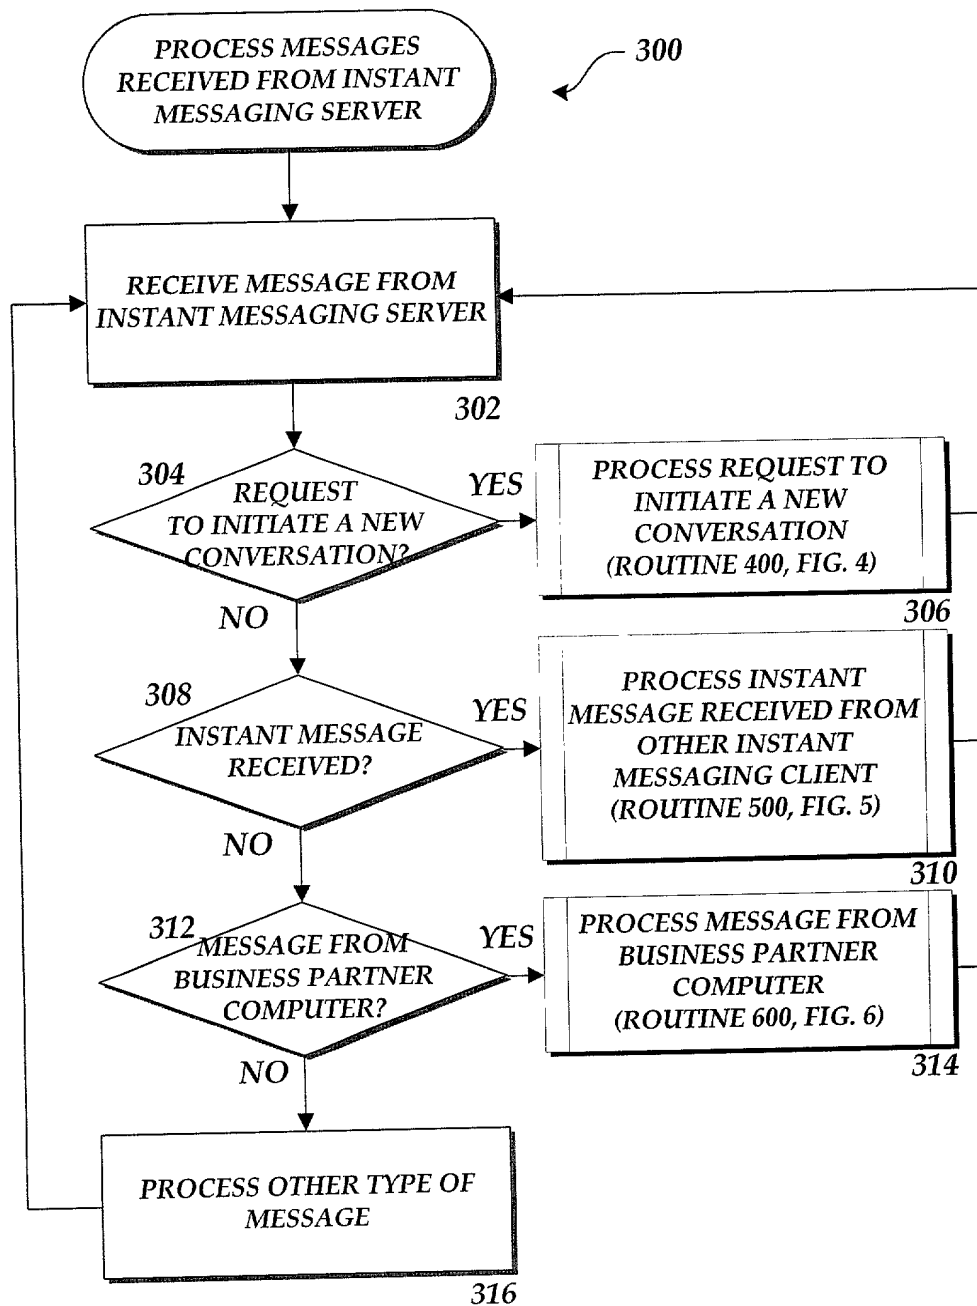 PROCESS MESSAGES
RECEIVED FROM INSTANT
MESSAGING SERVER
300
RECEIVE MESSAGE FROM
INSTANT MESSAGING SERVER
302
304
REQUEST
TO INITIATE A NEW
CONVERSATION?
YES
PROCESS REQUEST TO
INITIATE A NEW
CONVERSATION
(ROUTINE 400, FIG. 4)
306
NO
308
INSTANT MESSAGE
RECEIVED?
YES
PROCESS INSTANT
MESSAGE RECEIVED FROM
OTHER INSTANT
MESSAGING CLIENT
(ROUTINE 500, FIG. 5)
310
NO
312
MESSAGE FROM
BUSINESS PARTNER
COMPUTER?
YES
PROCESS MESSAGE FROM
BUSINESS PARTNER
COMPUTER
(ROUTINE 600, FIG. 6)
314
NO
PROCESS OTHER TYPE OF
MESSAGE
316